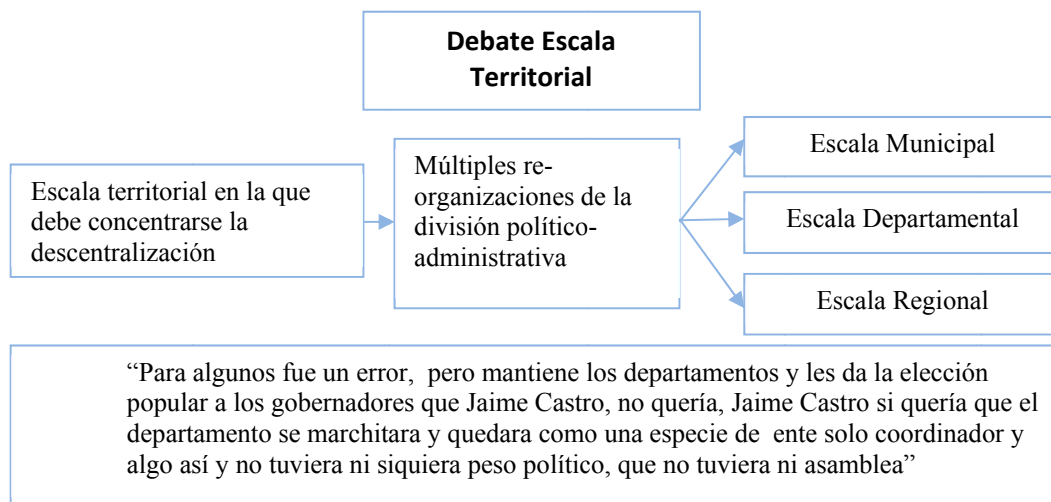 Debate Escala
Territorial
Escala territorial en la que
debe concentrarse la
descentralización
Múltiples re-
organizaciones de la
división político-
administrativa
Escala Municipal
Escala Departamental
Escala Regional
“Para algunos fue un error,  pero mantiene los departamentos y les da la elección
popular a los gobernadores que Jaime Castro, no quería, Jaime Castro si quería que el
departamento se marchitara y quedara como una especie de  ente solo coordinador y
algo así y no tuviera ni siquiera peso político, que no tuviera ni asamblea”